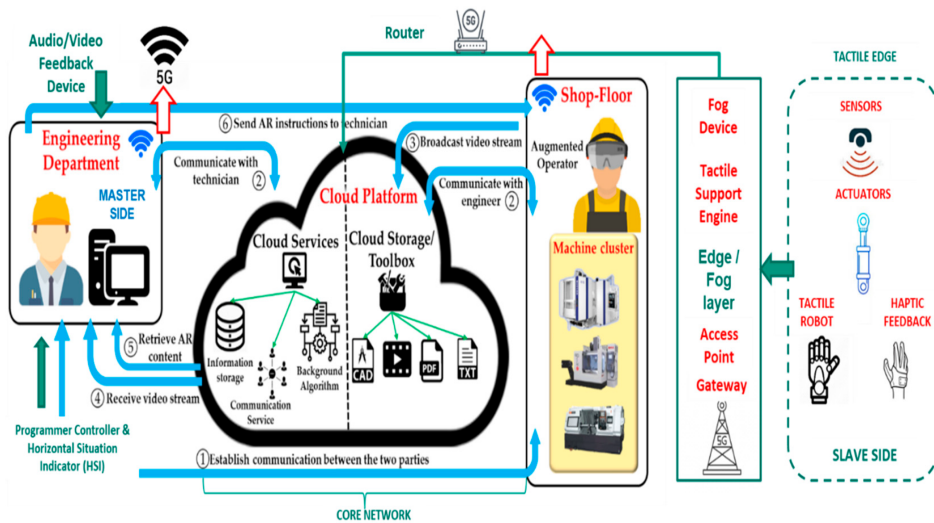 Audio/Video
Feedback
Device
5G
Router
5G
TACTILE EDGE
Engineering
Department
MASTER
SIDE
⑥ Send AR instructions to technician
Communicate with
technician ②
③ Broadcast video stream
Communicate with
engineer ②
Cloud Platform
Cloud Services
Cloud Storage/
Toolbox
Information
storage
Communication
Service
Background
Algorithm
CAD
PDF
TXT
⑤ Retrieve AR
content
④ Receive video stream
Programmer Controller &
Horizontal Situation
Indicator (HSI)
① Establish communication between the two parties
CORE NETWORK
Shop-Floor
Augmented
Operator
Machine cluster
Fog
Device
Tactile
Support
Engine
Edge /
Fog
layer
Access
Point
Gateway
5G
SENSORS
ACTUATORS
TACTILE
ROBOT
HAPTIC
FEEDBACK
SLAVE SIDE